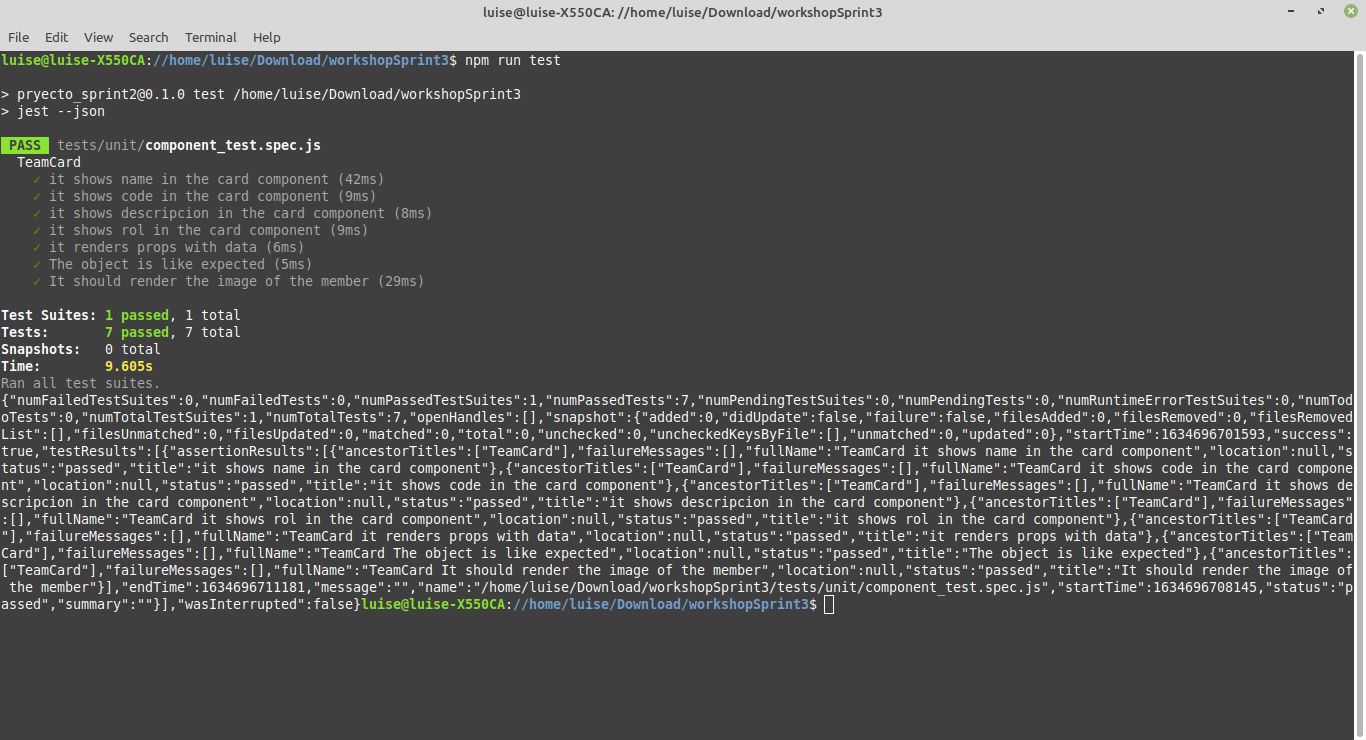 luise@luise-X550CA: //home/luise/Download/workshopSprint3
File Edit View Search Terminal Help
luise@luise-X550CA://home/luise/Download/workshopSprint3$ npm run test
> pryecto_sprint2@0.1.0 test /home/luise/Download/workshopSprint3
> jest --json
PASS tests/unit/component_test.spec.js
TeamCard
✓ it shows name in the card component (42ms)
✓ it shows code in the card component (9ms)
✓ it shows descripcion in the card component (8ms)
✓ it shows rol in the card component (9ms)
✓ it renders props with data (6ms)
✓ The object is like expected (5ms)
✓ It should render the image of the member (29ms)
Test Suites: 1 passed, 1 total
Tests: 7 passed, 7 total
Snapshots: 0 total
Time: 9.605s
Ran all test suites.
{"numFailedTestSuites":0,"numFailedTests":0,"numPassedTestSuites":1,"numPassedTests":7,"numPendingTestSuites":0,"numPendingTests":0,"numRuntimeErrorTestSuites":0,"numTod
oTests":0,"numTotalTestSuites":1,"numTotalTests":7,"openHandles":[],"snapshot":{"added":0,"didUpdate":false,"failure":false,"filesAdded":0,"filesRemoved":0,"filesRemoved
List":[],"filesUnmatched":0,"filesUpdated":0,"matched":0,"total":0,"unchecked":0,"uncheckedKeysByFile":[],"unmatched":0,"updated":0},"startTime":1634696701593,"success":
true,"testResults":[{"assertionResults":[{"ancestorTitles":["TeamCard"],"failureMessages":[],"fullName":"TeamCard it shows name in the card component","location":null,"s
tatus":"passed","title":"it shows name in the card component"},{"ancestorTitles":["TeamCard"],"failureMessages":[],"fullName":"TeamCard it shows code in the card compone
nt","location":null,"status":"passed","title":"it shows code in the card component"},{"ancestorTitles":["TeamCard"],"failureMessages":[],"fullName":"TeamCard it shows de
scripcion in the card component","location":null,"status":"passed","title":"it shows descripcion in the card component"},{"ancestorTitles":["TeamCard"],"failureMessages"
:[],"fullName":"TeamCard it shows rol in the card component","location":null,"status":"passed","title":"it shows rol in the card component"},{"ancestorTitles":["TeamCard
"],"failureMessages":[],"fullName":"TeamCard it renders props with data","location":null,"status":"passed","title":"it renders props with data"},{"ancestorTitles":["Team
Card"],"failureMessages":[],"fullName":"TeamCard The object is like expected","location":null,"status":"passed","title":"The object is like expected"},{"ancestorTitles":
["TeamCard"],"failureMessages":[],"fullName":"TeamCard It should render the image of the member","location":null,"status":"passed","title":"It should render the image of
 the member"}],"endTime":1634696711181,"message":"","name":"/home/luise/Download/workshopSprint3/tests/unit/component_test.spec.js","startTime":1634696708145,"status":"p
assed","summary":""}],"wasInterrupted":false}luise@luise-X550CA://home/luise/Download/workshopSprint3$